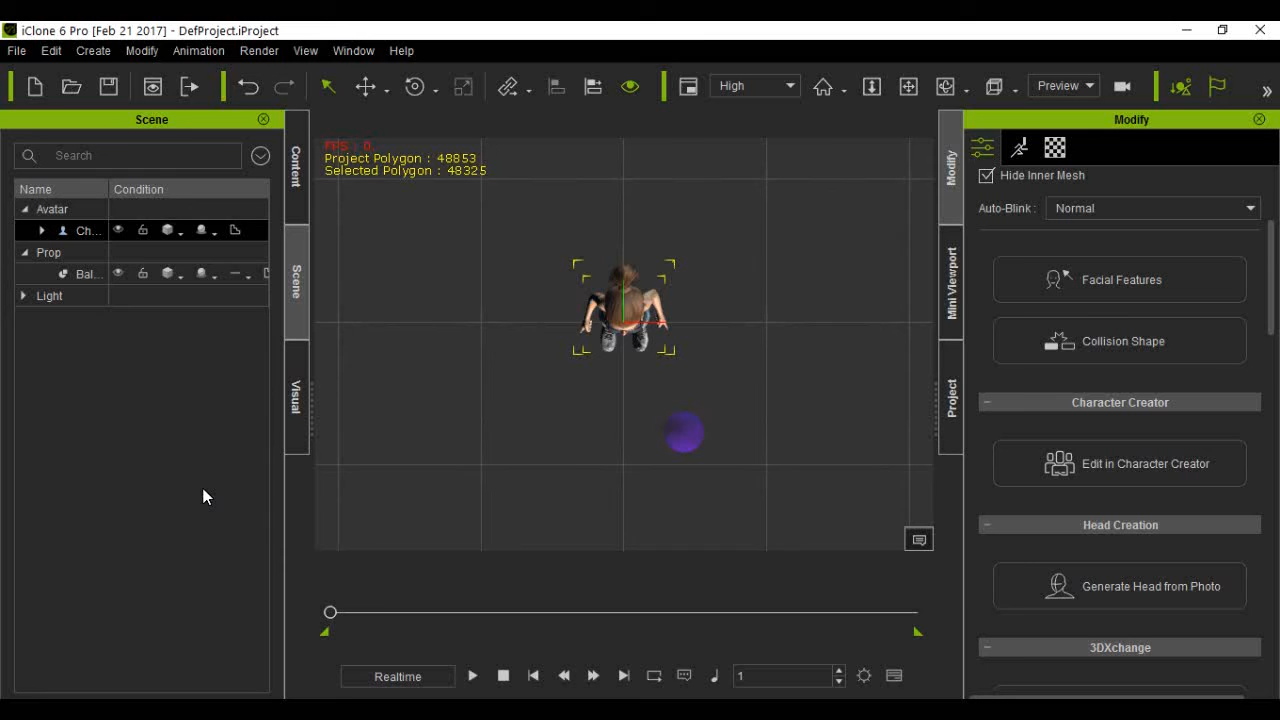 iClone 6 Pro [Feb 21 2017] - DefProject.iProject
File Edit Create Modify Animation Render View Window Help
High
Preview
Scene
Search
Name Condition
Avatar
Ch...
Prop
Bal...
Light
Content
Scene
Visual
FPS : 0
Project Polygon : 48853
Selected Polygon : 48325
Realtime
1
Modify
Mini Viewport
Project
Modify
Hide Inner Mesh
Auto-Blink : Normal
Facial Features
Collision Shape
Character Creator
Edit in Character Creator
Head Creation
Generate Head from Photo
3DXchange